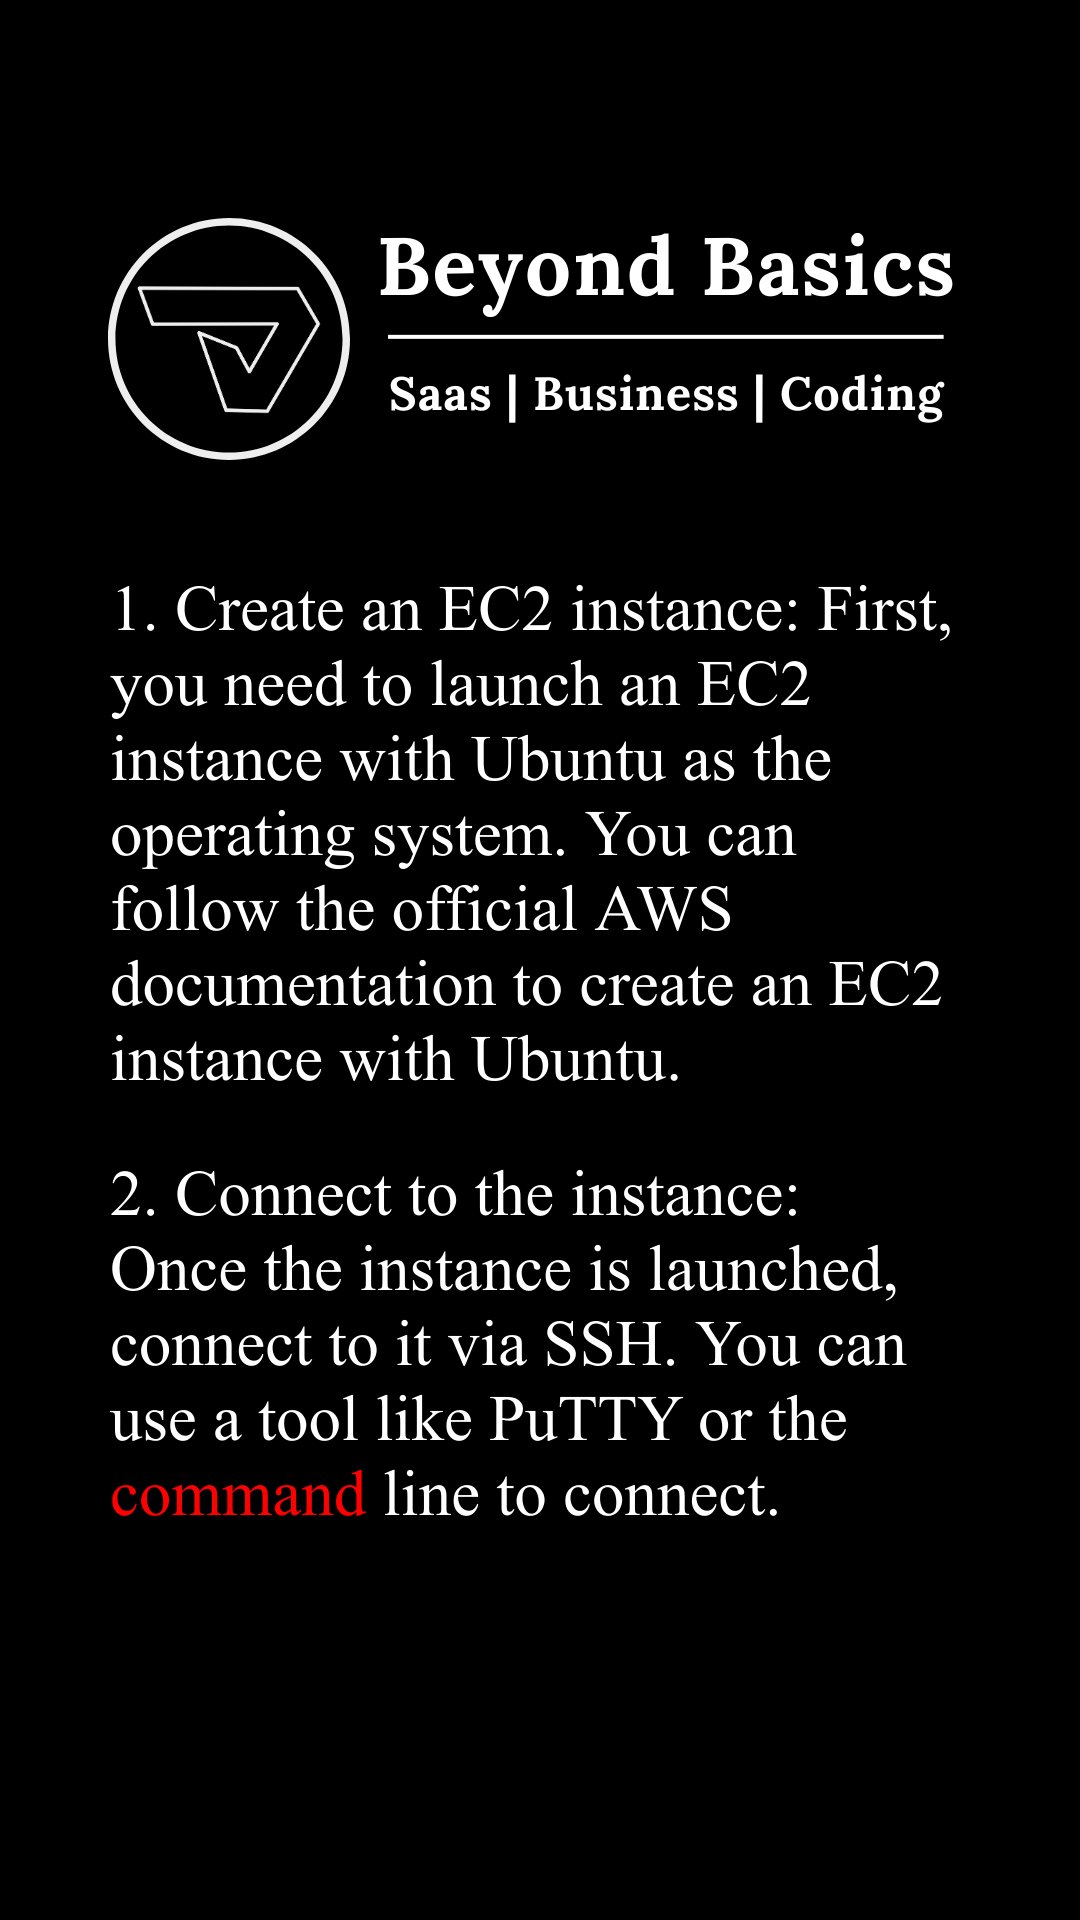 Beyond Basics
Saas | Business | Coding
1. Create an EC2 instance: First,
you need to launch an EC2
instance with Ubuntu as the
operating system. You can
follow the official AWS
documentation to create an EC2
instance with Ubuntu.
2. Connect to the instance:
Once the instance is launched,
connect to it via SSH. You can
use a tool like PuTTY or the
command line to connect.